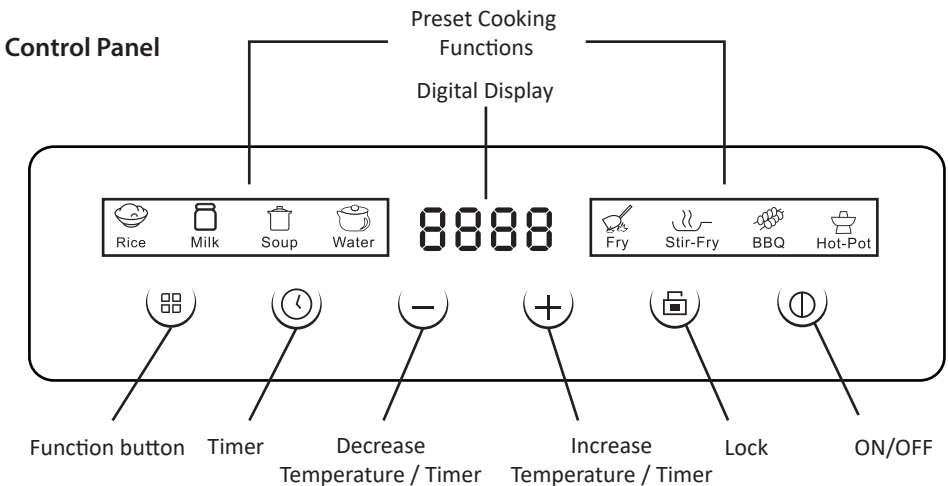 Control Panel
Preset Cooking
Functions
Digital Display
Rice
Milk
Soup
Water
8888
Fry
Stir-Fry
BBQ
Hot-Pot
Function button
Timer
Decrease
Temperature / Timer
Increase
Temperature / Timer
Lock
ON/OFF